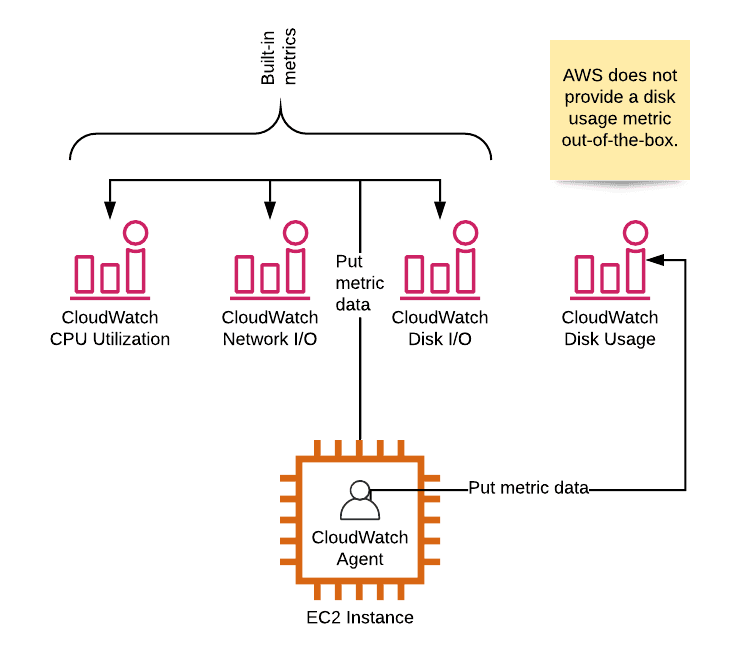 Built-in
metrics
AWS does not
provide a disk
usage metric
out-of-the-box.
Put
metric
data
CloudWatch
CPU Utilization
CloudWatch
Network I/O
CloudWatch
Disk I/O
CloudWatch
Disk Usage
Put metric data
CloudWatch
Agent
EC2 Instance